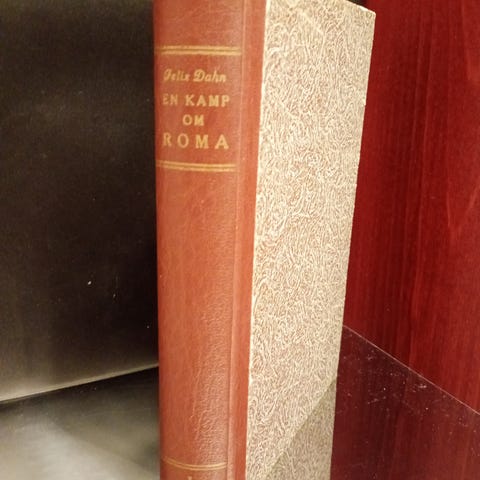 Felix Dahn
EN KAMP
OM
ROMA